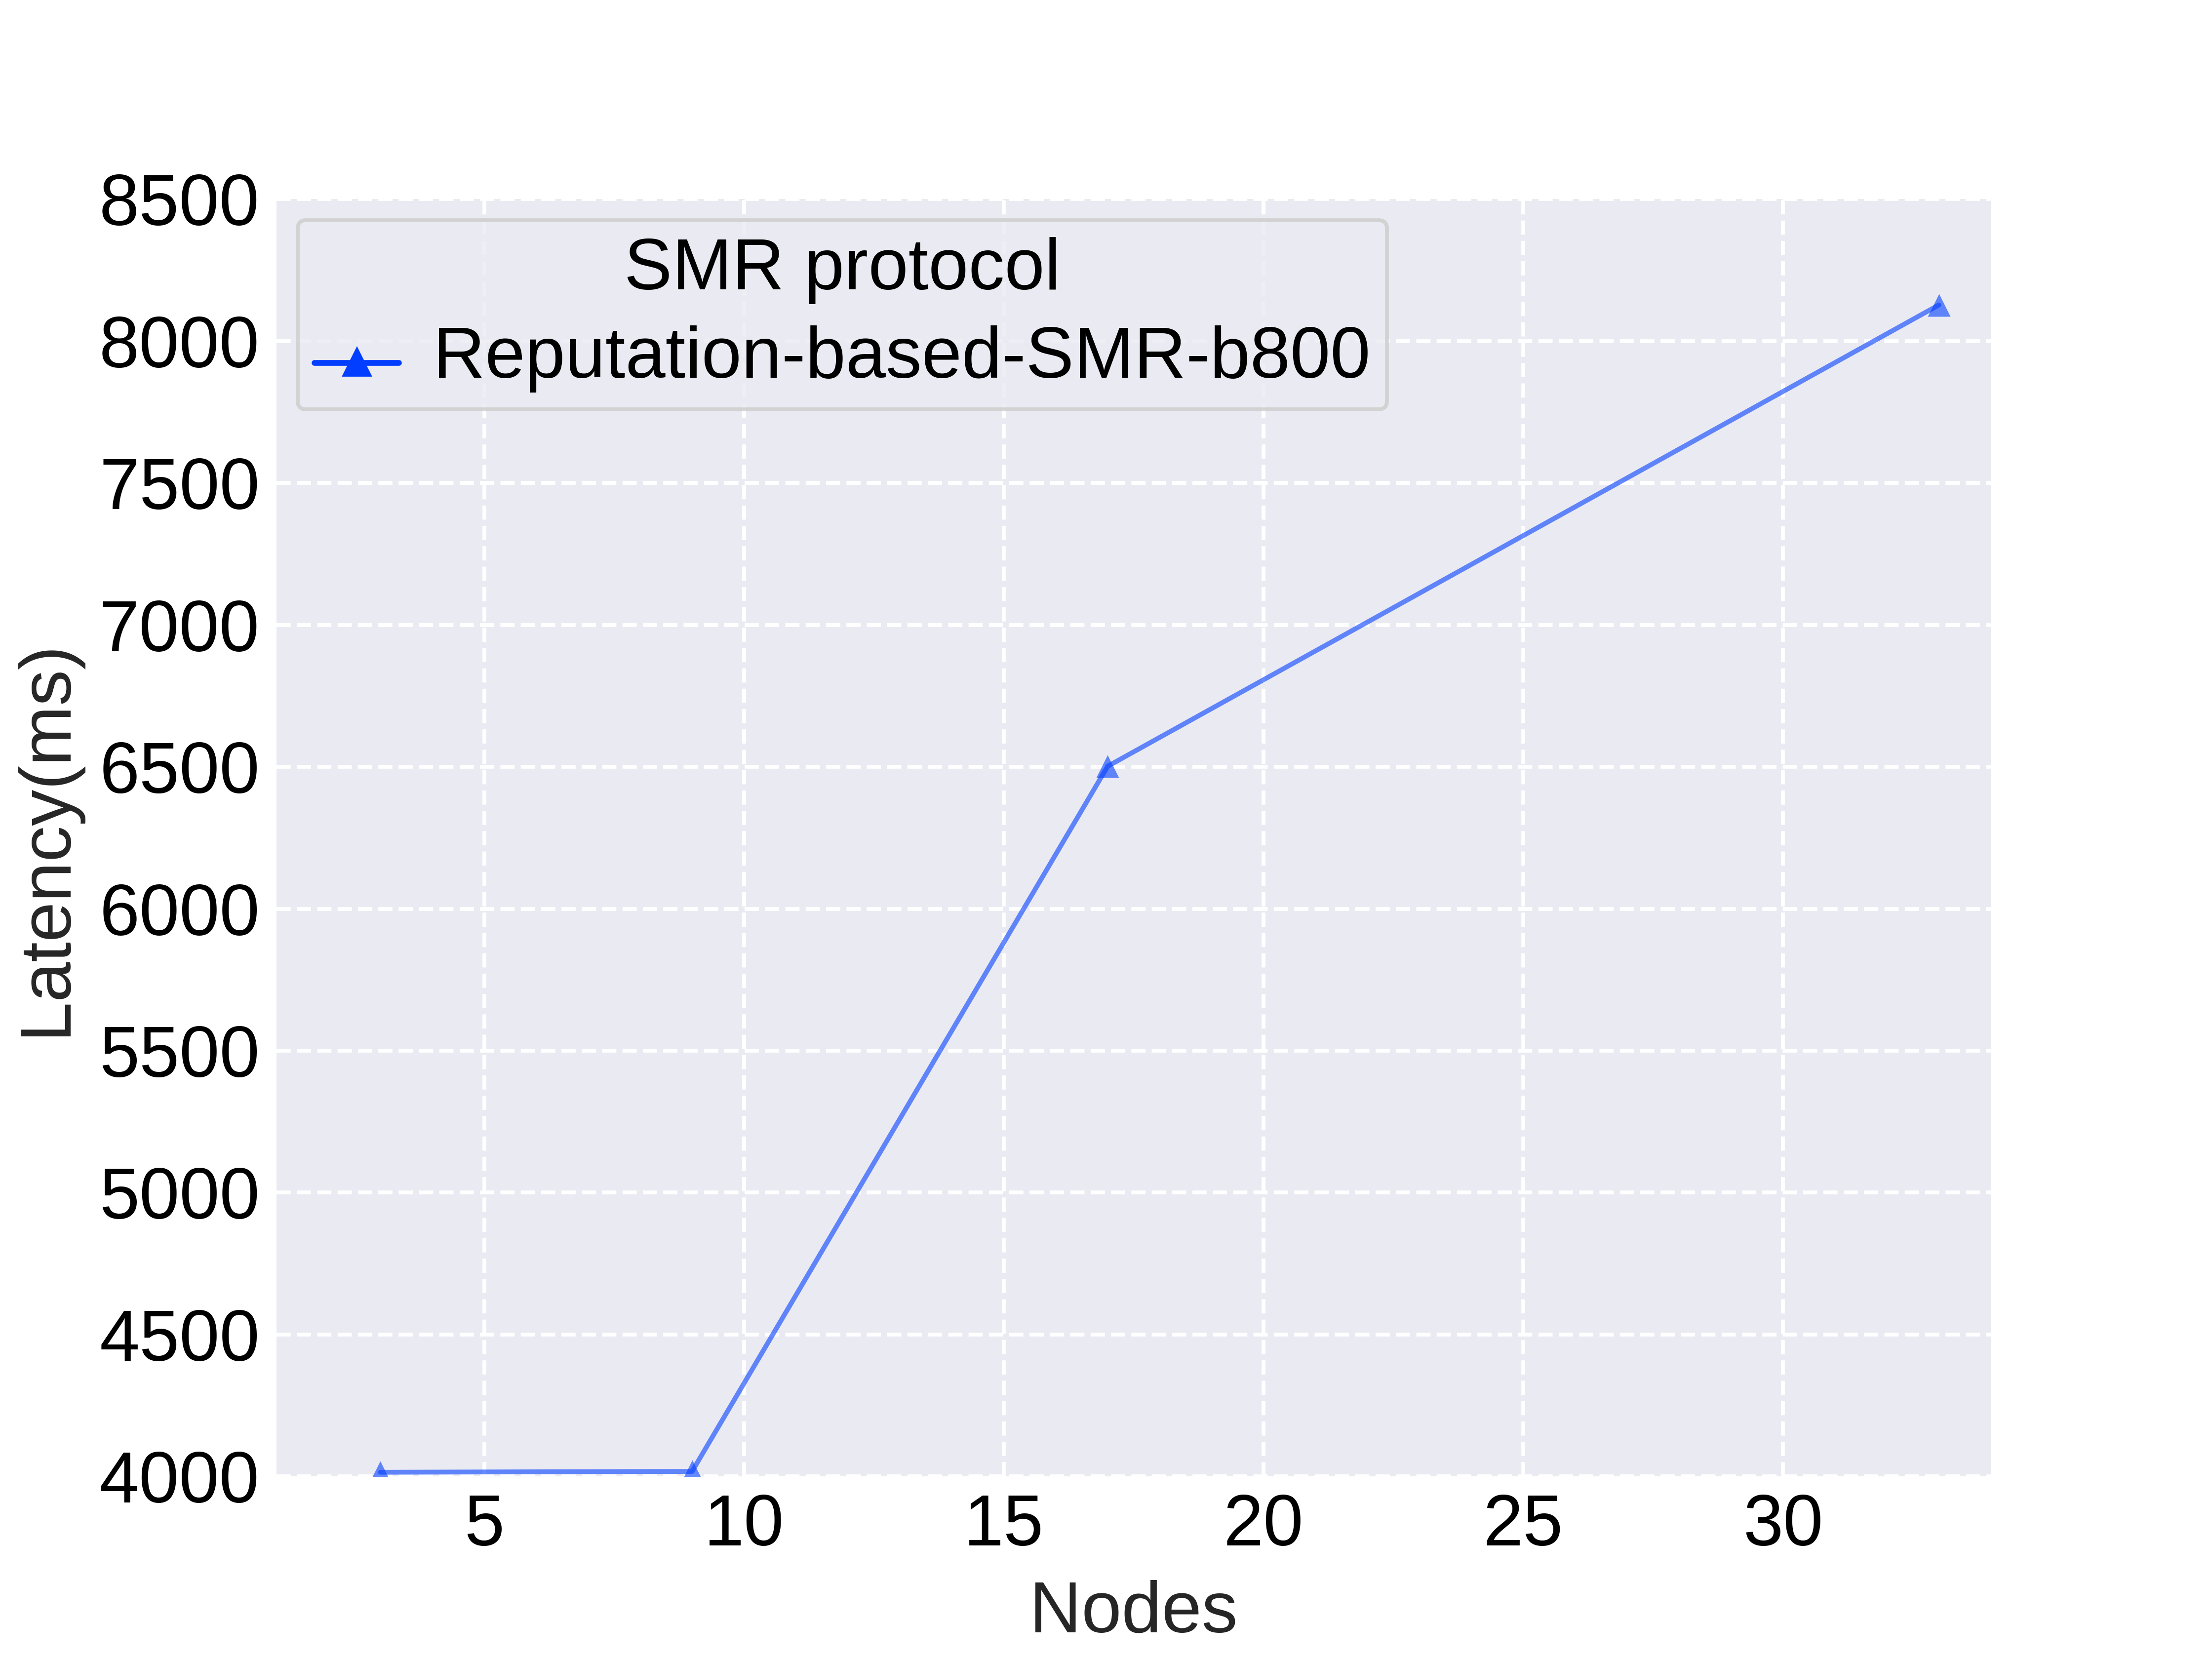 SMR protocol
Reputation-based-SMR-b800
Latency(ms)
8500
8000
7500
7000
6500
6000
5500
5000
4500
4000
5 10 15 20 25 30
Nodes